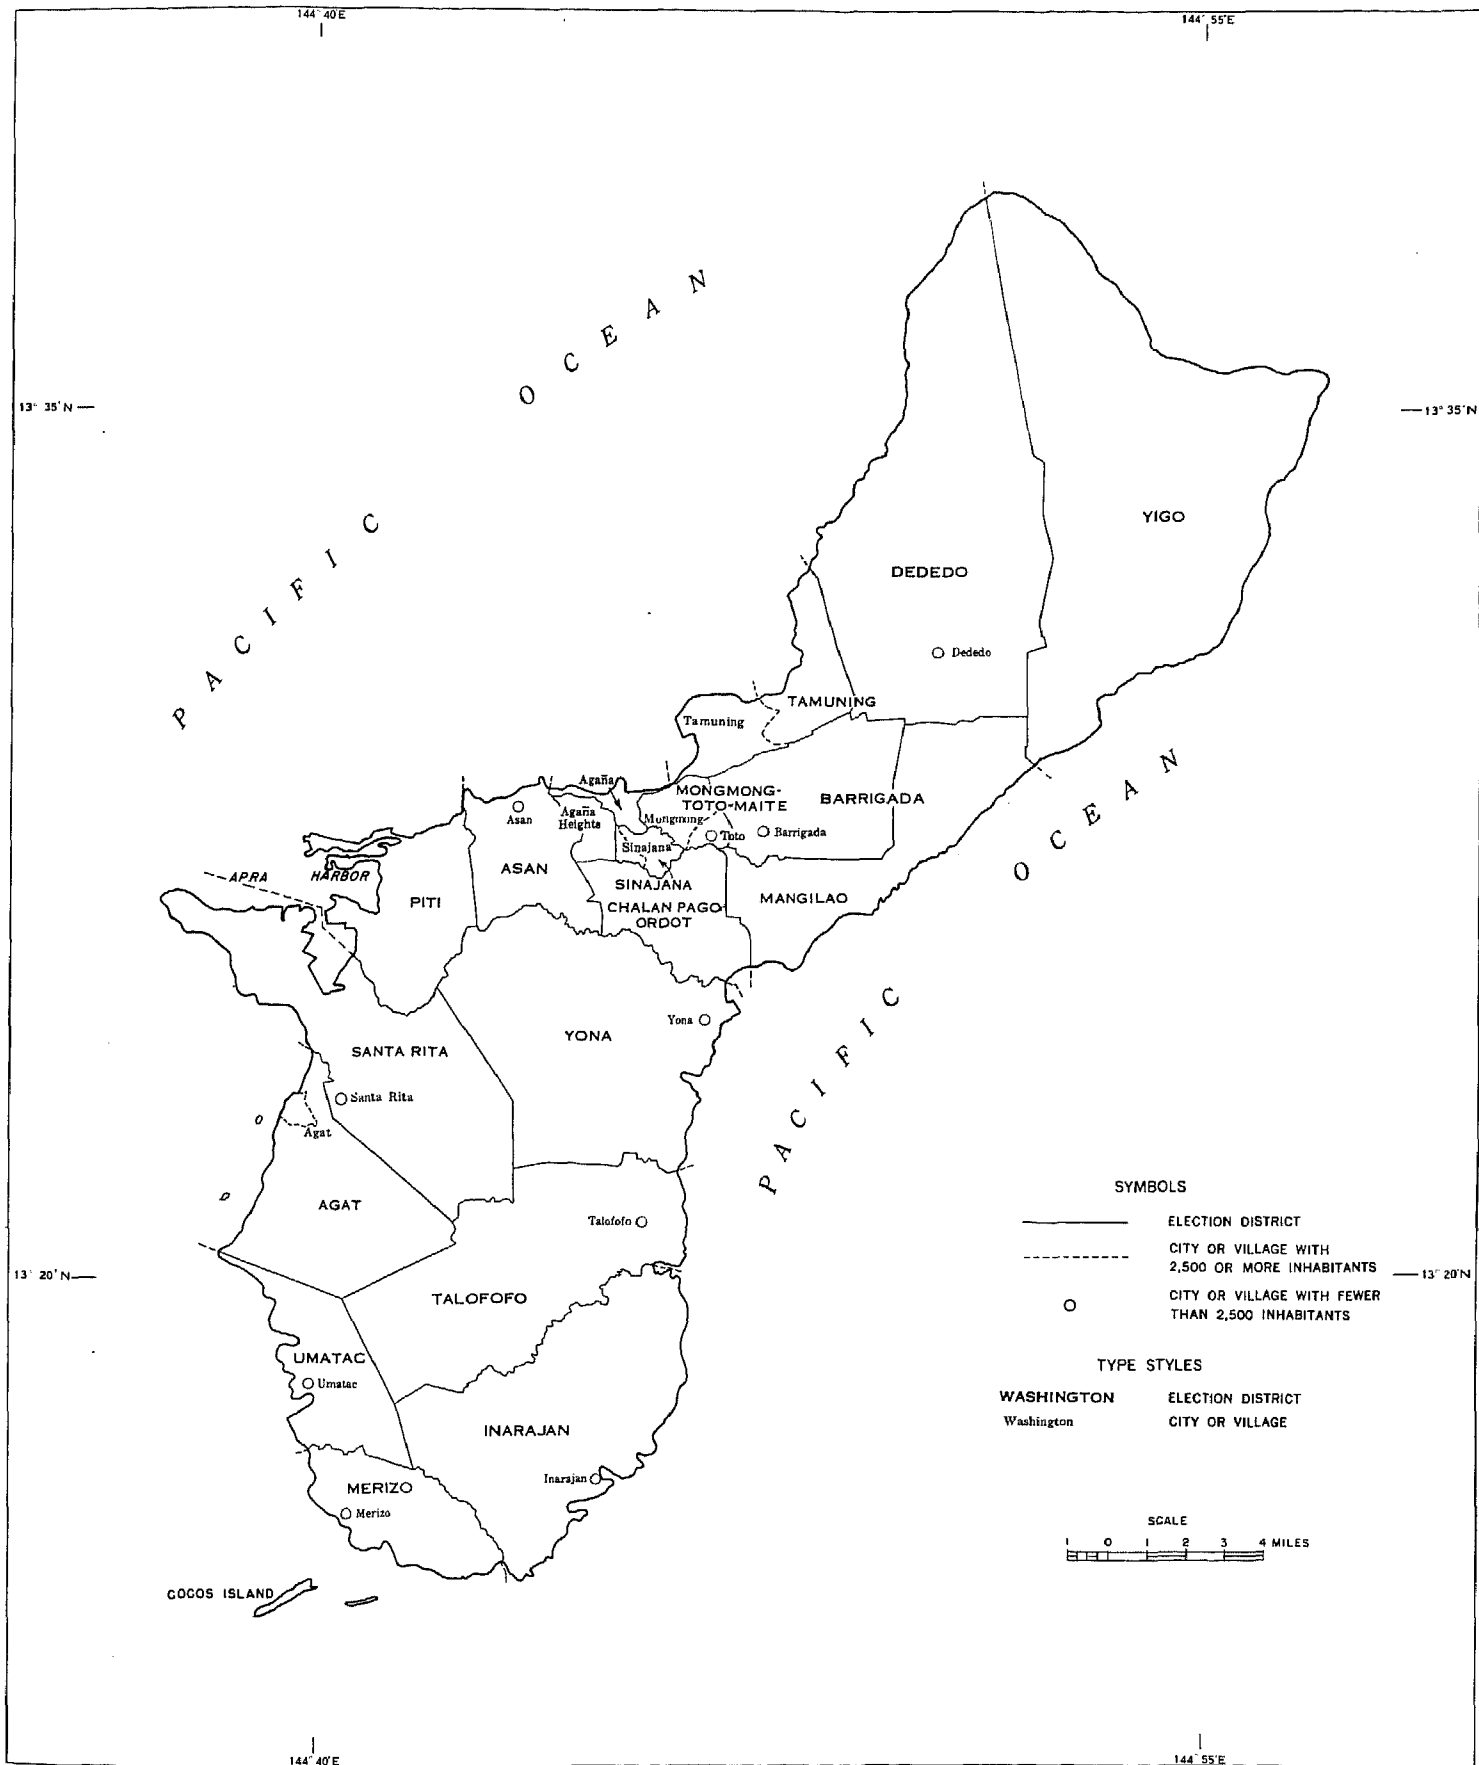 144° 40'E
144° 55'E
PACIFIC OCEAN
13° 35'N
13° 35'N
YIGO
DEDEDO
Dededo
TAMUNING
Tamuning
Agaña
MONGMONG-
TOTO-MAITE
BARRIGADA
Asan
Agaña
Heights
Mongmong
Toto
Barrigada
Sinajana
APRA HARBOR
ASAN
SINAJANA
PITI
CHALAN PAGO-
ORDOT
MANGILAO
PACIFIC OCEAN
Yona
YONA
SANTA RITA
Santa Rita
Agat
AGAT
Talofofo
13° 20'N
13° 20'N
TALOFOFO
UMATAC
Umatac
INARAJAN
Inarajan
MERIZO
Merizo
COCOS ISLAND
SYMBOLS
ELECTION DISTRICT
CITY OR VILLAGE WITH
2,500 OR MORE INHABITANTS
CITY OR VILLAGE WITH FEWER
THAN 2,500 INHABITANTS
TYPE STYLES
WASHINGTON ELECTION DISTRICT
Washington CITY OR VILLAGE
SCALE
1 0 1 2 3 4 MILES
144° 40'E
144° 55'E